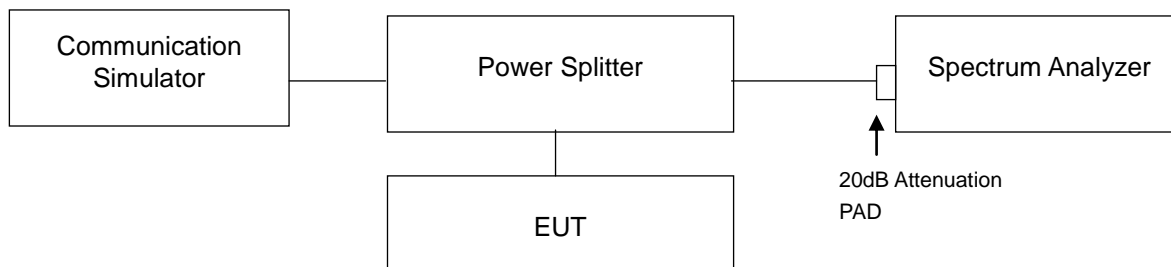 Communication
Simulator
Power Splitter
Spectrum Analyzer
20dB Attenuation
PAD
EUT